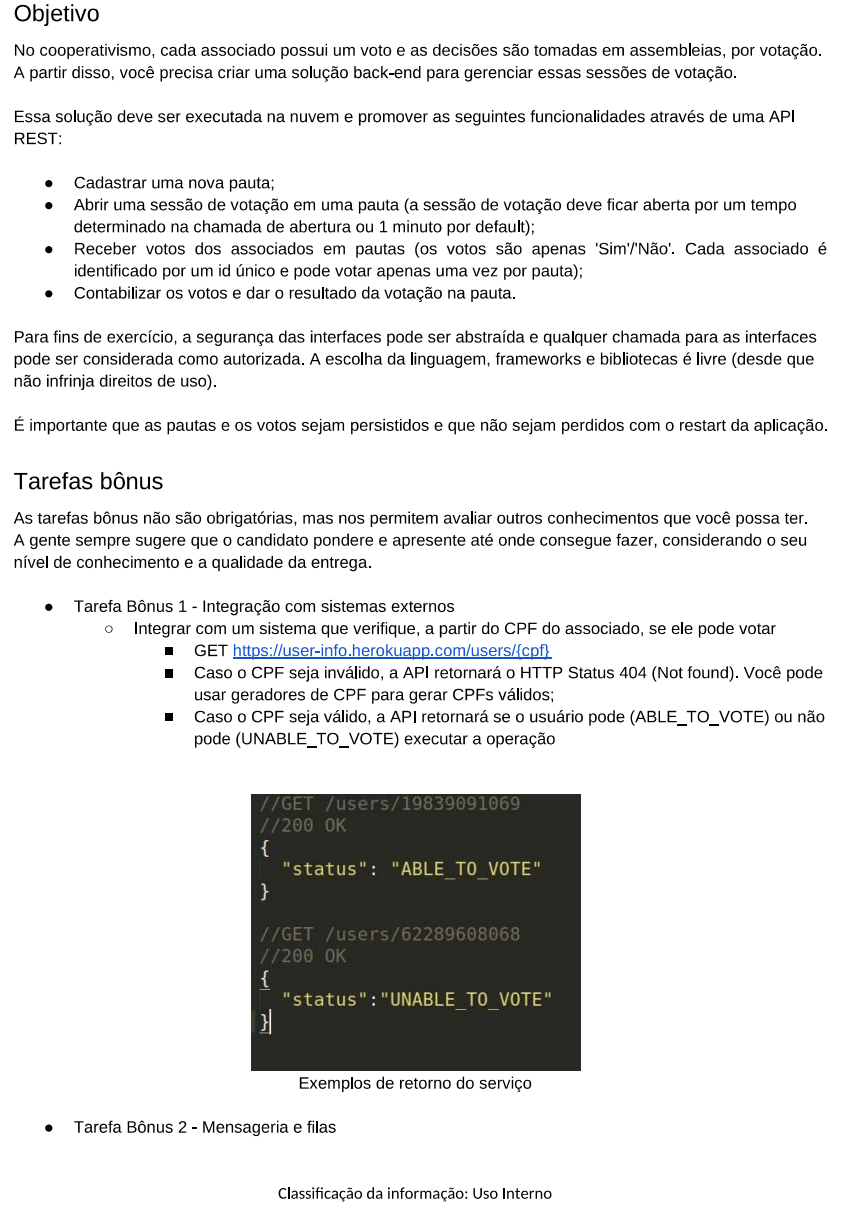 Objetivo
No cooperativismo, cada associado possui um voto e as decisões são tomadas em assembleias, por votação.
A partir disso, você precisa criar uma solução back-end para gerenciar essas sessões de votação.
Essa solução deve ser executada na nuvem e promover as seguintes funcionalidades através de uma API
REST:
● Cadastrar uma nova pauta;
● Abrir uma sessão de votação em uma pauta (a sessão de votação deve ficar aberta por um tempo
determinado na chamada de abertura ou 1 minuto por default);
● Receber votos dos associados em pautas (os votos são apenas 'Sim'/'Não'. Cada associado é
identificado por um id único e pode votar apenas uma vez por pauta);
● Contabilizar os votos e dar o resultado da votação na pauta.
Para fins de exercício, a segurança das interfaces pode ser abstraída e qualquer chamada para as interfaces
pode ser considerada como autorizada. A escolha da linguagem, frameworks e bibliotecas é livre (desde que
não infrinja direitos de uso).
É importante que as pautas e os votos sejam persistidos e que não sejam perdidos com o restart da aplicação.
Tarefas bônus
As tarefas bônus não são obrigatórias, mas nos permitem avaliar outros conhecimentos que você possa ter.
A gente sempre sugere que o candidato pondere e apresente até onde consegue fazer, considerando o seu
nível de conhecimento e a qualidade da entrega.
● Tarefa Bônus 1 - Integração com sistemas externos
○ Integrar com um sistema que verifique, a partir do CPF do associado, se ele pode votar
■ GET https://user-info.herokuapp.com/users/{cpf}
■ Caso o CPF seja inválido, a API retornará o HTTP Status 404 (Not found). Você pode
usar geradores de CPF para gerar CPFs válidos;
■ Caso o CPF seja válido, a API retornará se o usuário pode (ABLE_TO_VOTE) ou não
pode (UNABLE_TO_VOTE) executar a operação
//GET /users/19839091069
//200 OK
{
"status": "ABLE_TO_VOTE"
}
//GET /users/62289608068
//200 OK
{
"status":"UNABLE_TO_VOTE"
}
Exemplos de retorno do serviço
● Tarefa Bônus 2 - Mensageria e filas
Classificação da informação: Uso Interno